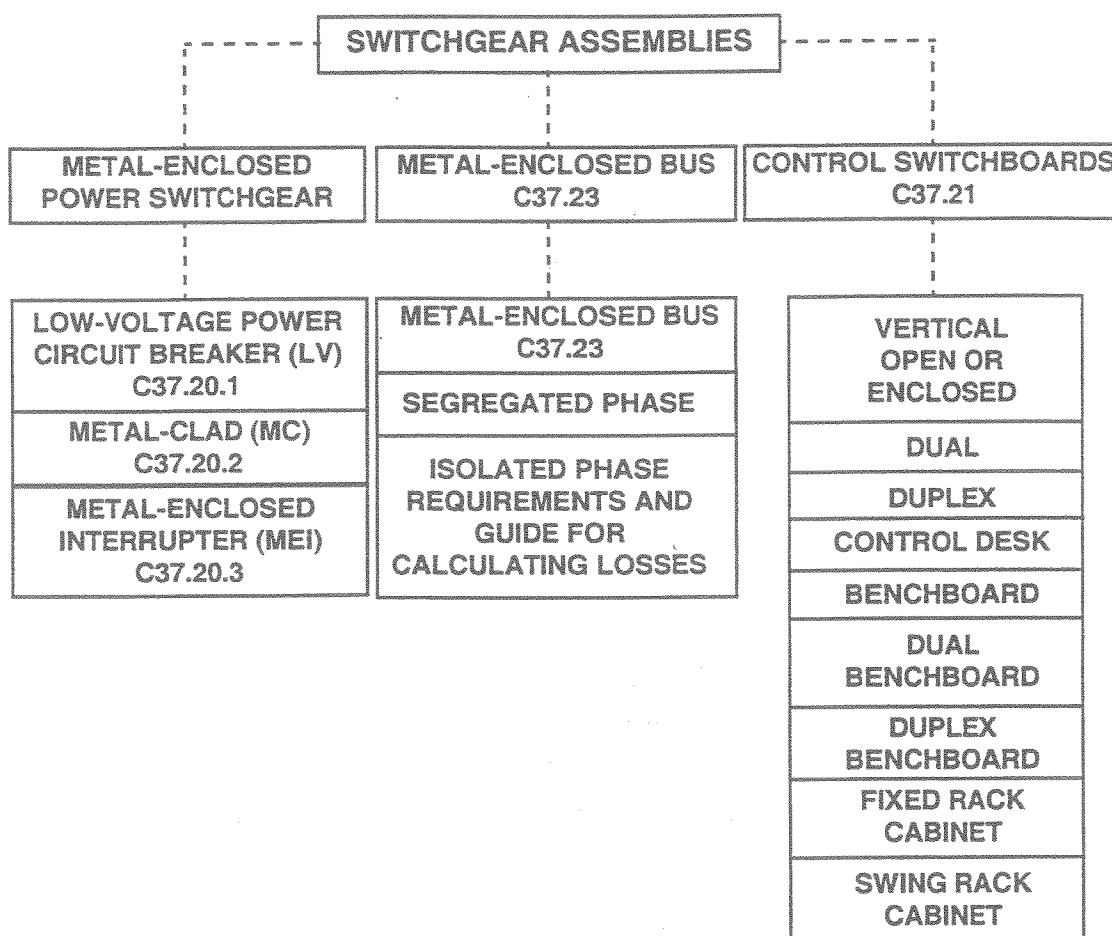 SWITCHGEAR ASSEMBLIES
METAL-ENCLOSED
POWER SWITCHGEAR
METAL-ENCLOSED BUS
C37.23
CONTROL SWITCHBOARDS
C37.21
LOW-VOLTAGE POWER
CIRCUIT BREAKER (LV)
C37.20.1
METAL-CLAD (MC)
C37.20.2
METAL-ENCLOSED
INTERRUPTER (MEI)
C37.20.3
METAL-ENCLOSED BUS
C37.23
SEGREGATED PHASE
ISOLATED PHASE
REQUIREMENTS AND
GUIDE FOR
CALCULATING LOSSES
VERTICAL
OPEN OR
ENCLOSED
DUAL
DUPLEX
CONTROL DESK
BENCHBOARD
DUAL
BENCHBOARD
DUPLEX
BENCHBOARD
FIXED RACK
CABINET
SWING RACK
CABINET